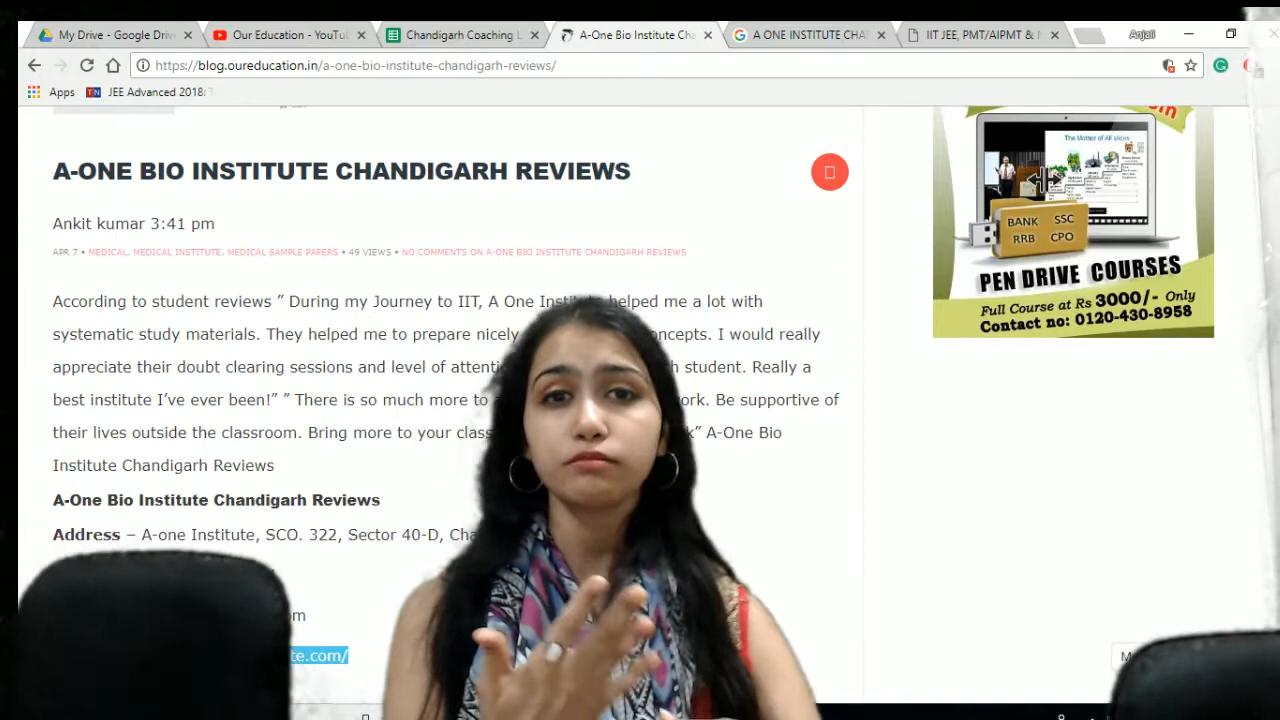 My Drive - Google Driv
Our Education - YouTu
Chandigarh Coaching L
A-One Bio Institute Cha
A ONE INSTITUTE CHA
IIT JEE, PMT/AIPMT &
Anjali
https://blog.oureducation.in/a-one-bio-institute-chandigarh-reviews/
Apps
JEE Advanced 2018:
A-ONE BIO INSTITUTE CHANDIGARH REVIEWS
Ankit kumar 3:41 pm
APR 7 • MEDICAL, MEDICAL INSTITUTE, MEDICAL SAMPLE PAPERS • 49 VIEWS • NO COMMENTS ON A-ONE BIO INSTITUTE CHANDIGARH REVIEWS
According to student reviews ” During my Journey to IIT, A One Institute helped me a lot with
systematic study materials. They helped me to prepare nicely oncepts. I would really
appreciate their doubt clearing sessions and level of attenti h student. Really a
best institute I’ve ever been!” ” There is so much more to ork. Be supportive of
their lives outside the classroom. Bring more to your class k” A-One Bio
Institute Chandigarh Reviews
A-One Bio Institute Chandigarh Reviews
Address – A-one Institute, SCO. 322, Sector 40-D, Cha
om
te.com/
The Mother of All slides
BANK SSC
RRB CPO
PEN DRIVE COURSES
Full Course at Rs 3000/- Only
Contact no: 0120-430-8958